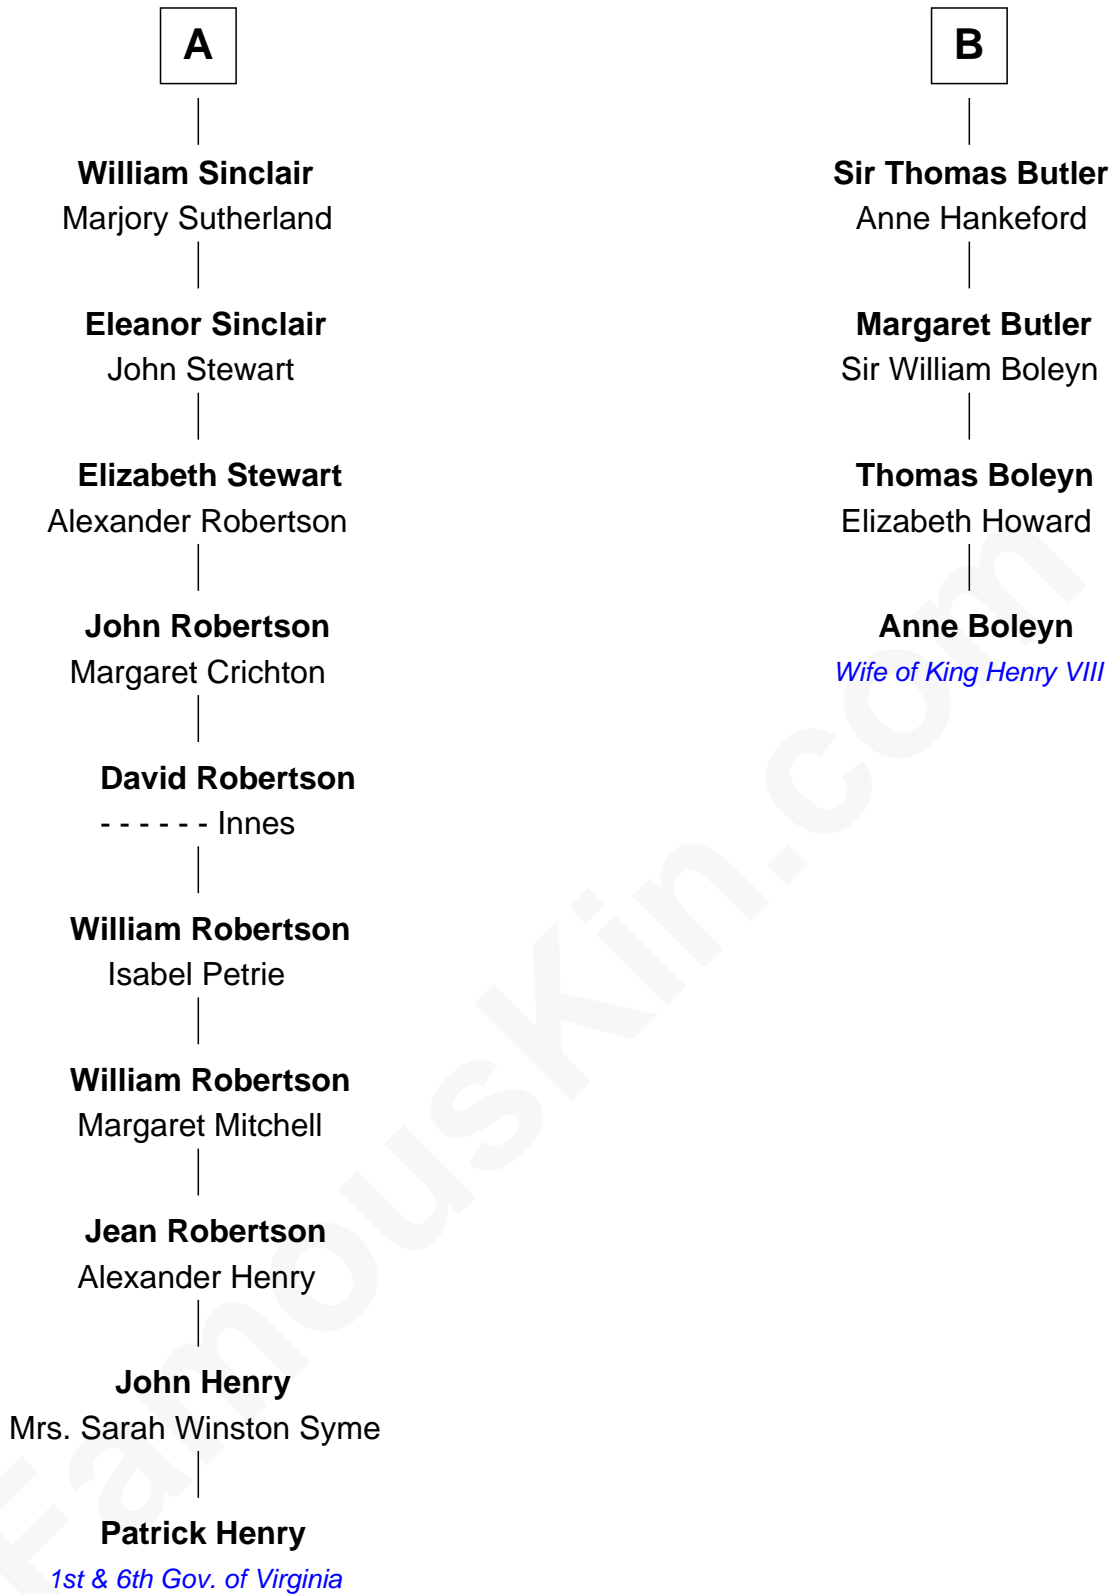 A
William Sinclair
Marjory Sutherland
Eleanor Sinclair
John Stewart
Elizabeth Stewart
Alexander Robertson
John Robertson
Margaret Crichton
David Robertson
- - - - - - Innes
William Robertson
Isabel Petrie
William Robertson
Margaret Mitchell
Jean Robertson
Alexander Henry
John Henry
Mrs. Sarah Winston Syme
Patrick Henry
1st & 6th Gov. of Virginia
B
Sir Thomas Butler
Anne Hankeford
Margaret Butler
Sir William Boleyn
Thomas Boleyn
Elizabeth Howard
Anne Boleyn
Wife of King Henry VIII
FamousKin.com